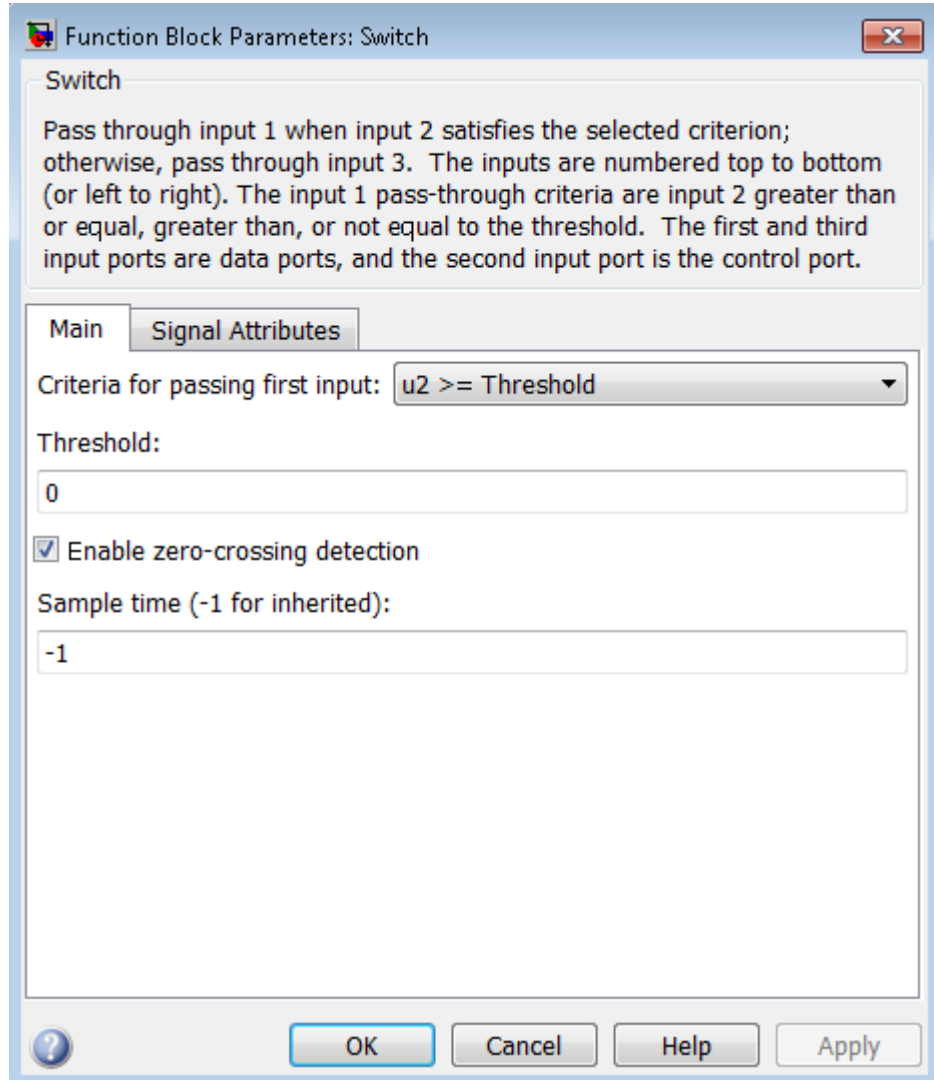 Function Block Parameters: Switch
Switch
Pass through input 1 when input 2 satisfies the selected criterion;
otherwise, pass through input 3.  The inputs are numbered top to bottom
(or left to right). The input 1 pass-through criteria are input 2 greater than
or equal, greater than, or not equal to the threshold.  The first and third
input ports are data ports, and the second input port is the control port.
Main Signal Attributes
Criteria for passing first input: u2 >= Threshold
Threshold:
0
Enable zero-crossing detection
Sample time (-1 for inherited):
-1
? OK Cancel Help Apply